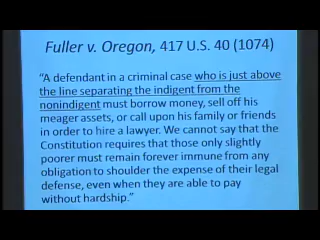 Fuller v. Oregon, 417 U.S. 40 (1074)
“A defendant in a criminal case who is just above
the line separating the indigent from the
nonindigent must borrow money, sell off his
meager assets, or call upon his family or friends
in order to hire a lawyer. We cannot say that the
Constitution requires that those only slightly
poorer must remain forever immune from any
obligation to shoulder the expense of their legal
defense, even when they are able to pay
without hardship.”